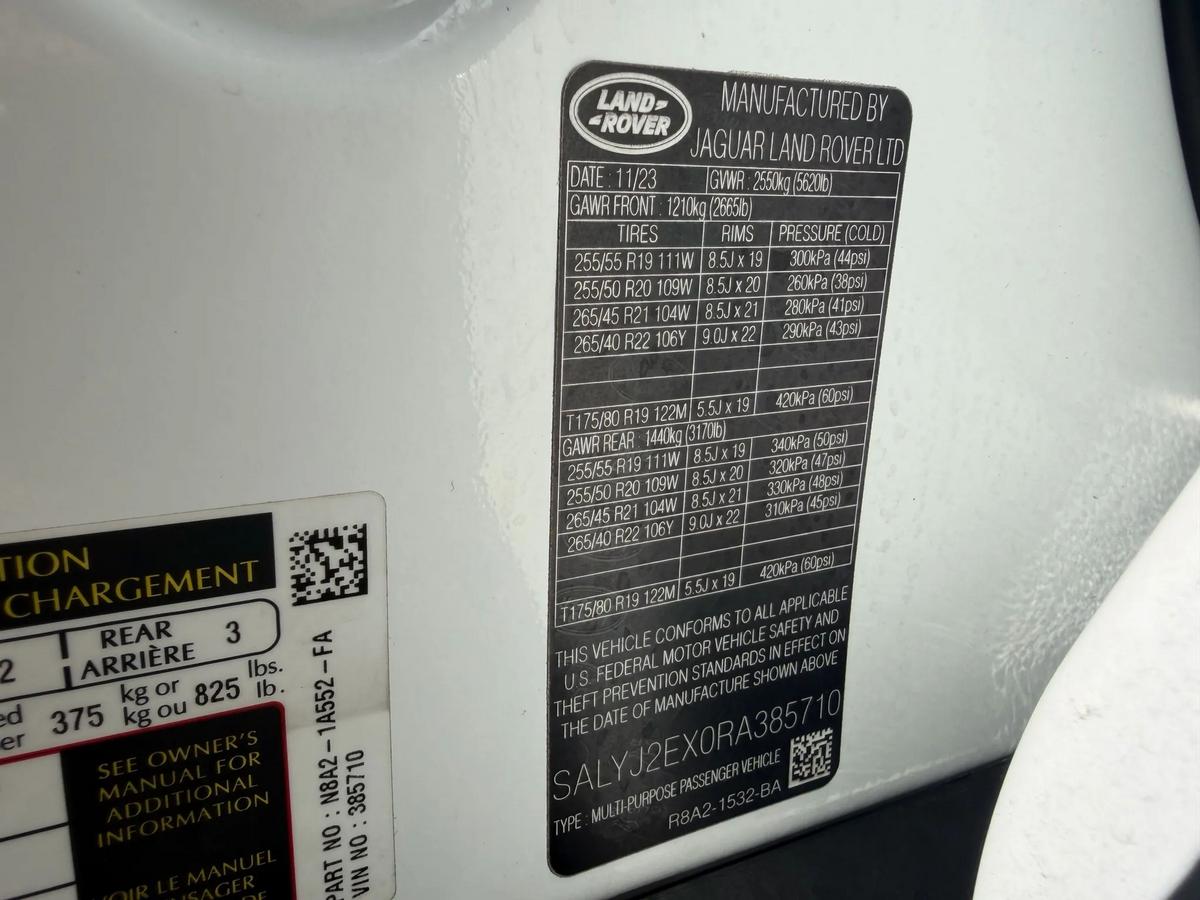 LAND-
-ROVER
MANUFACTURED BY
JAGUAR LAND ROVER LTD
DATE : 11/23 GVWR : 2550kg (5620lb)
GAWR FRONT : 1210kg (2665lb)
TIRES RIMS PRESSURE (COLD)
255/55 R19 111W 8.5J x 19 300kPa (44psi)
255/50 R20 109W 8.5J x 20 260kPa (38psi)
265/45 R21 104W 8.5J x 21 280kPa (41psi)
265/40 R22 106Y 9.0J x 22 290kPa (43psi)
T175/80 R19 122M 5.5J x 19 420kPa (60psi)
GAWR REAR : 1440kg (3170lb)
255/55 R19 111W 8.5J x 19 340kPa (50psi)
255/50 R20 109W 8.5J x 20 320kPa (47psi)
265/45 R21 104W 8.5J x 21 330kPa (48psi)
265/40 R22 106Y 9.0J x 22 310kPa (45psi)
T175/80 R19 122M 5.5J x 19 420kPa (60psi)
THIS VEHICLE CONFORMS TO ALL APPLICABLE
U.S. FEDERAL MOTOR VEHICLE SAFETY AND
THEFT PREVENTION STANDARDS IN EFFECT ON
THE DATE OF MANUFACTURE SHOWN ABOVE
SALYJ2EX0RA385710
TYPE : MULTI-PURPOSE PASSENGER VEHICLE
R8A2-1532-BA
TION
CHARGEMENT
2 REAR 3
ARRIÈRE
ed 375 kg or 825 lbs.
er kg ou lb.
SEE OWNER'S
MANUAL FOR
ADDITIONAL
INFORMATION
VOIR LE MANUEL
USAGER
DE
PART NO : N8A2-1A552-FA
VIN NO : 385710